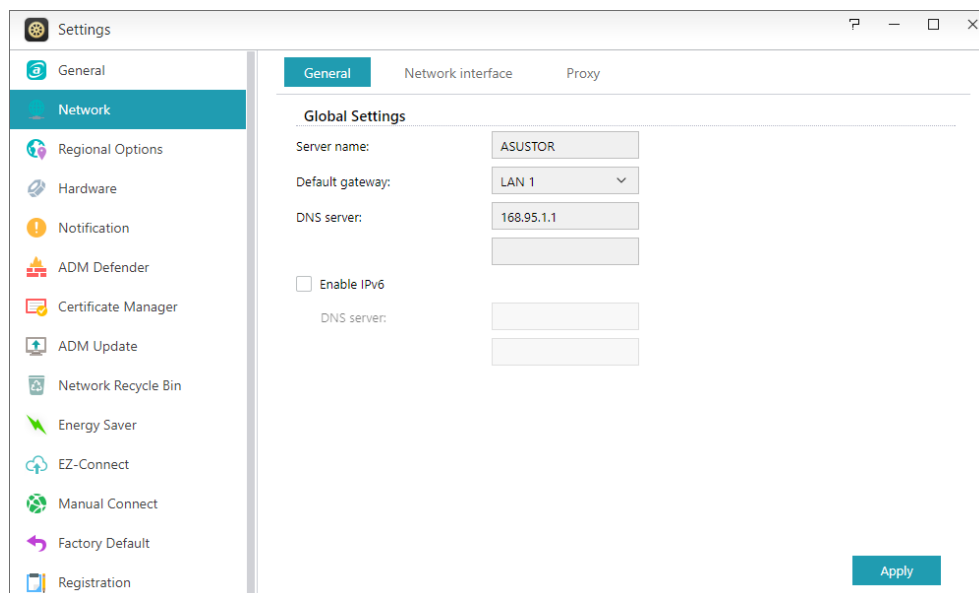 Settings
General
Network
Regional Options
Hardware
Notification
ADM Defender
Certificate Manager
ADM Update
Network Recycle Bin
Energy Saver
EZ-Connect
Manual Connect
Factory Default
Registration
General Network interface Proxy
Global Settings
Server name: ASUSTOR
Default gateway: LAN 1
DNS server: 168.95.1.1
Enable IPv6
DNS server:
Apply